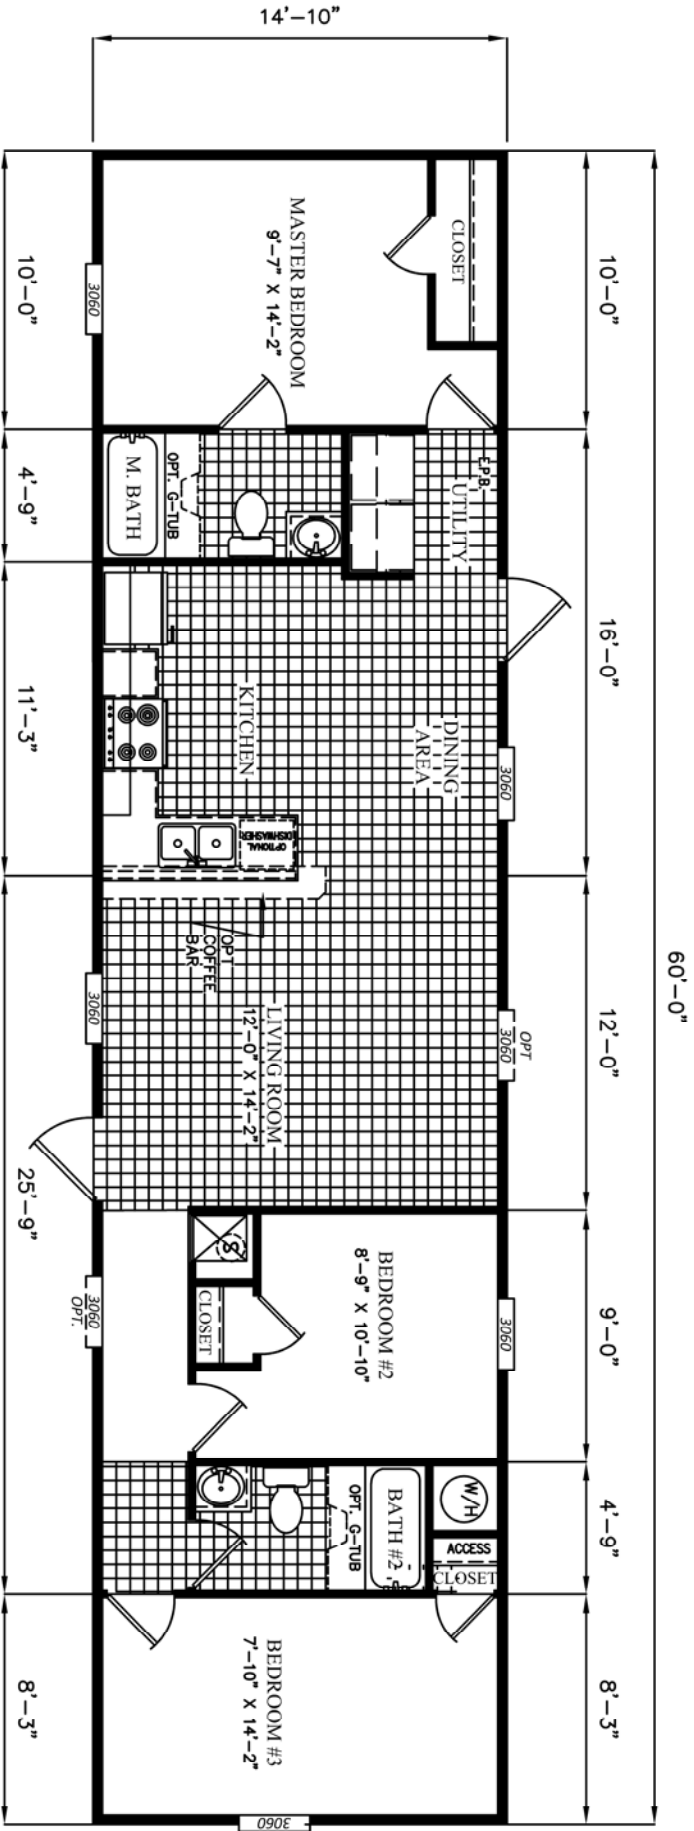 14'-10"
60'-0"
10'-0"
16'-0"
12'-0"
9'-0"
4'-9"
8'-3"
10'-0"
4'-9"
11'-3"
25'-9"
8'-3"
CLOSET
MASTER BEDROOM
9'-7" X 14'-2"
3060
E.P.B.
UTILITY
M. BATH
OPT. G-TUB
KITCHEN
DINING
AREA
3060
OPTIONAL
DISHWASHER
OPT
COFFEE
BAR
LIVING ROOM
12'-0" X 14'-2"
3060
OPT
3060
S
CLOSET
BEDROOM #2
8'-9" X 10'-10"
3060
3060
OPT.
W/H
ACCESS
CLOSET
BATH #2
OPT. G-TUB
BEDROOM #3
7'-10" X 14'-2"
3060